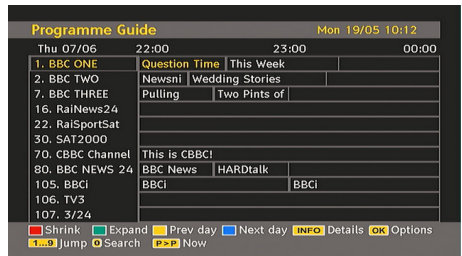 Programme Guide Mon 19/05 10:12
Thu 07/06 22:00 23:00 00:00
1. BBC ONE Question Time This Week
2. BBC TWO Newsni Wedding Stories
7. BBC THREE Pulling Two Pints of
16. RaiNews24
22. RaiSportSat
30. SAT2000
70. CBBC Channel This is CBBC!
80. BBC NEWS 24 BBC News HARDtalk
105. BBCi BBCi BBCi
106. TV3
107. 3/24
Shrink Expand Prev day Next day INFO Details OK Options
1...9 Jump 0 Search P>P Now